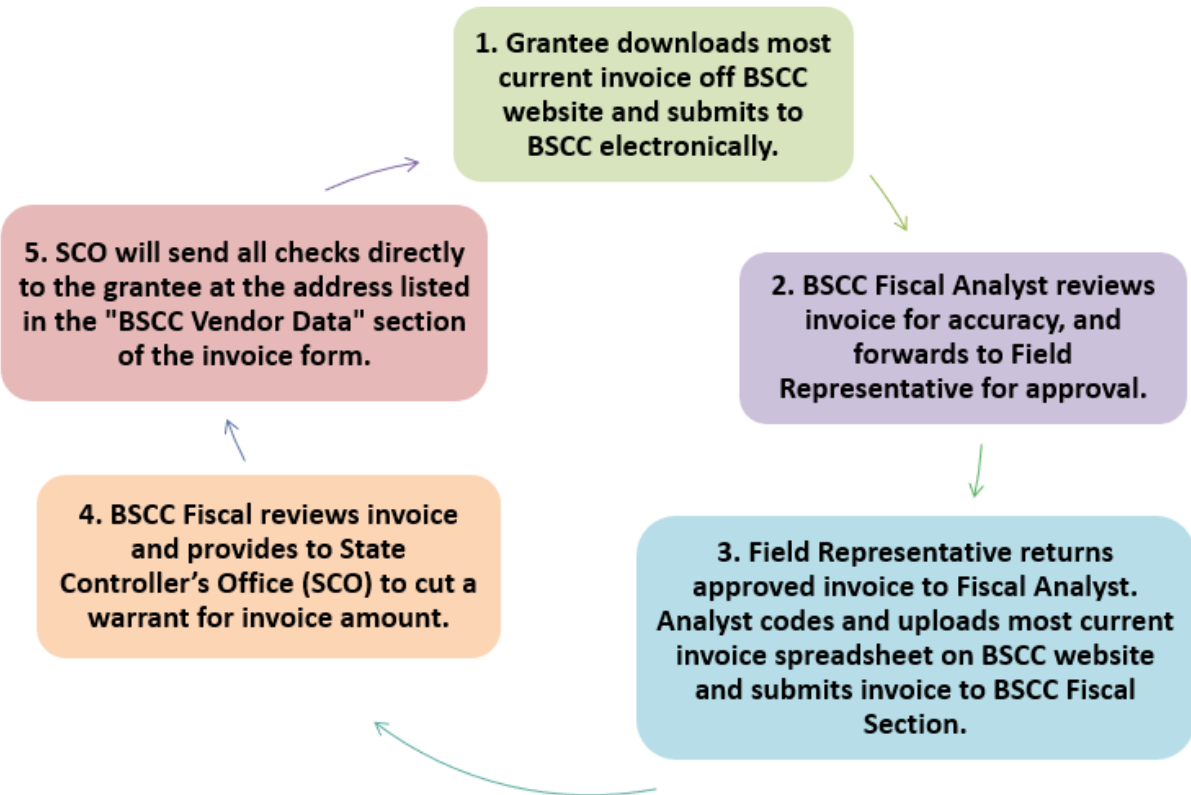 1. Grantee downloads most
current invoice off BSCC
website and submits to
BSCC electronically.
2. BSCC Fiscal Analyst reviews
invoice for accuracy, and
forwards to Field
Representative for approval.
3. Field Representative returns
approved invoice to Fiscal Analyst.
Analyst codes and uploads most current
invoice spreadsheet on BSCC website
and submits invoice to BSCC Fiscal
Section.
4. BSCC Fiscal reviews invoice
and provides to State
Controller’s Office (SCO) to cut a
warrant for invoice amount.
5. SCO will send all checks directly
to the grantee at the address listed
in the "BSCC Vendor Data" section
of the invoice form.